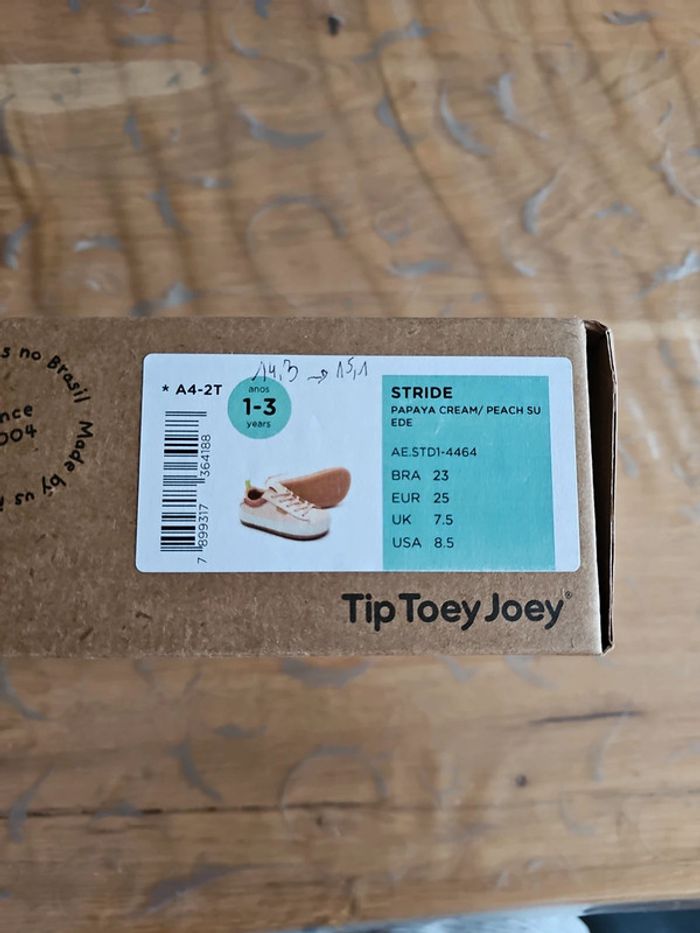 s no Brasil Made by us i
nce
004
14,3 → 15,1
* A4-2T
anos
1-3
years
7 899317 364188
STRIDE
PAPAYA CREAM/ PEACH SU
EDE
AE.STD1-4464
BRA 23
EUR 25
UK 7.5
USA 8.5
Tip Toey Joey®